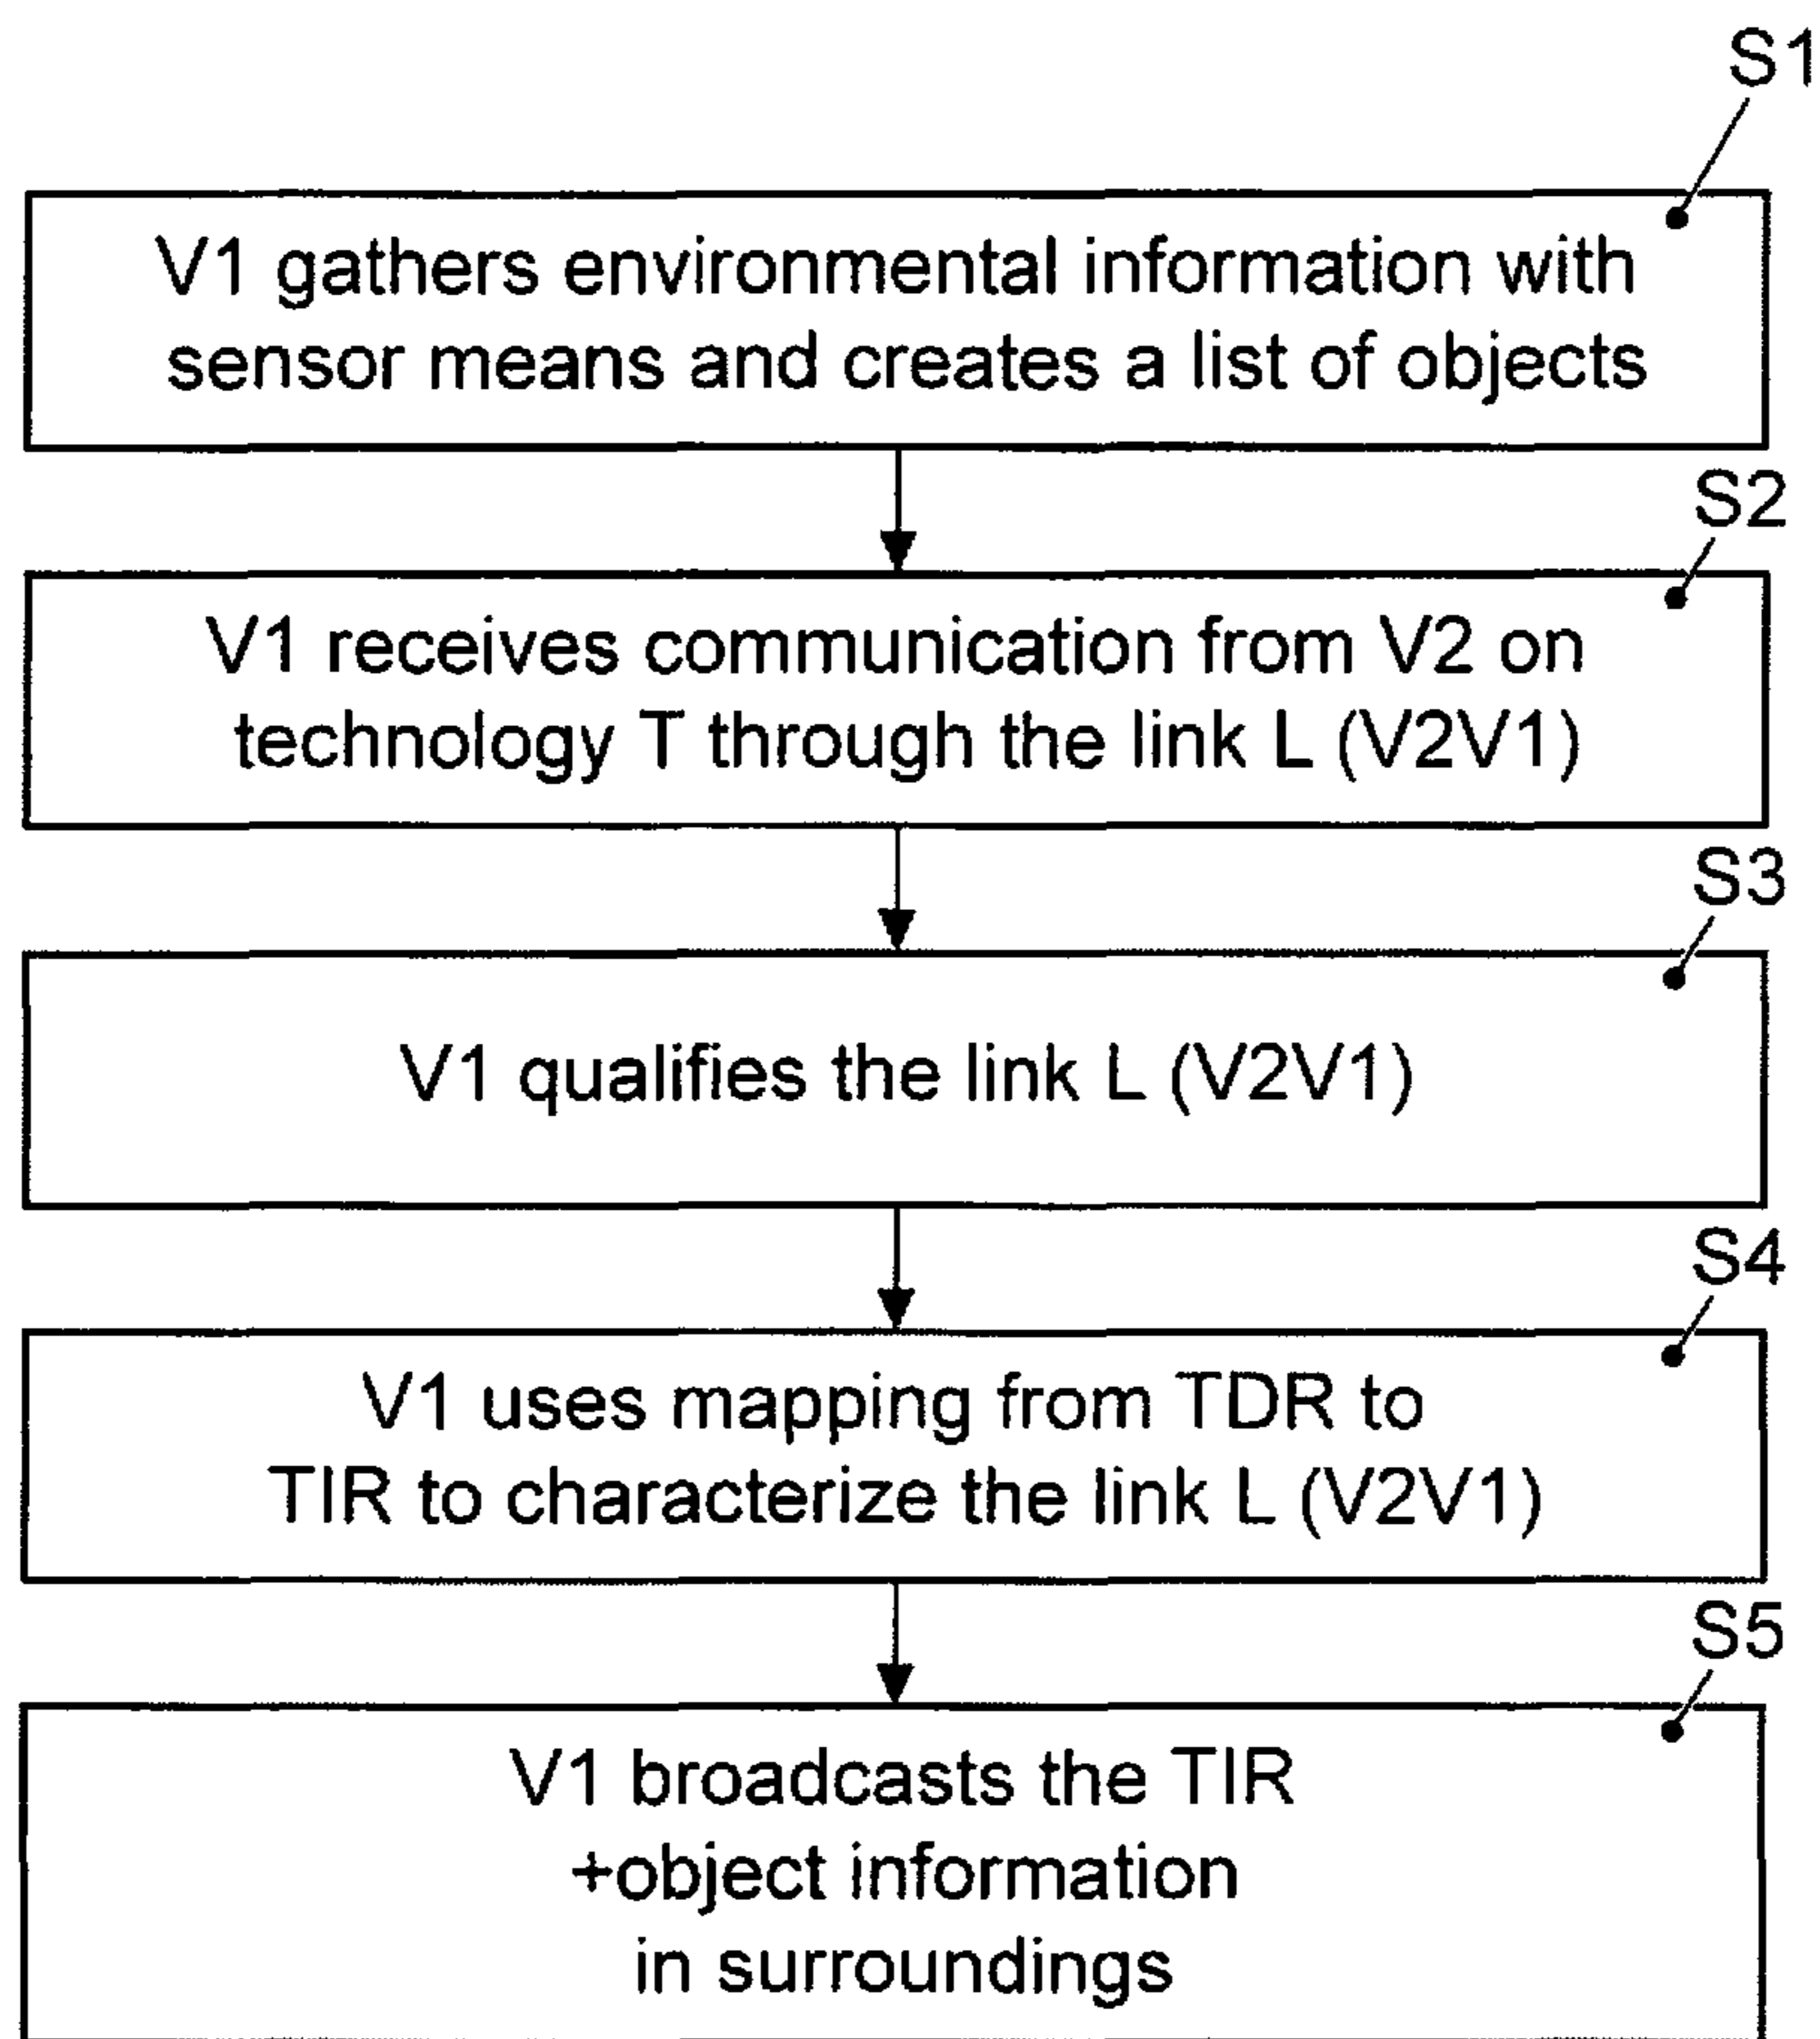 S1
V1 gathers environmental information with
sensor means and creates a list of objects
S2
V1 receives communication from V2 on
technology T through the link L (V2V1)
S3
V1 qualifies the link L (V2V1)
S4
V1 uses mapping from TDR to
TIR to characterize the link L (V2V1)
S5
V1 broadcasts the TIR
+object information
in surroundings